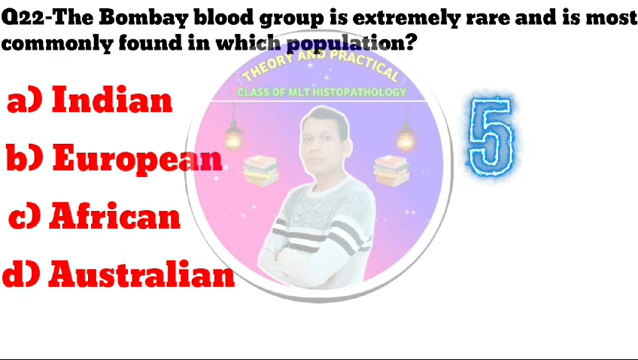 Q22-The Bombay blood group is extremely rare and is most
commonly found in which population?
THEORY AND PRACTICAL
CLASS OF MLT HISTOPATHOLOGY
a) Indian
b) European
c) African
d) Australian
5